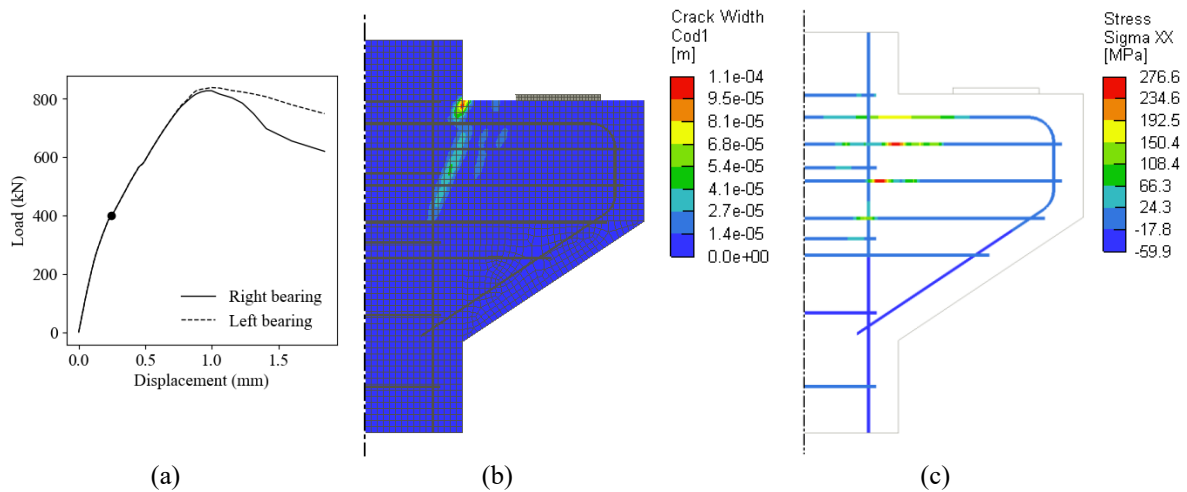 800
600
400
200
0
Load (kN)
0.0 0.5 1.0 1.5
Displacement (mm)
Right bearing
Left bearing
(a)
Crack Width
Cod1
[m]
1.1e-04
9.5e-05
8.1e-05
6.8e-05
5.4e-05
4.1e-05
2.7e-05
1.4e-05
0.0e+00
(b)
Stress
Sigma XX
[MPa]
276.6
234.6
192.5
150.4
108.4
66.3
24.3
-17.8
-59.9
(c)